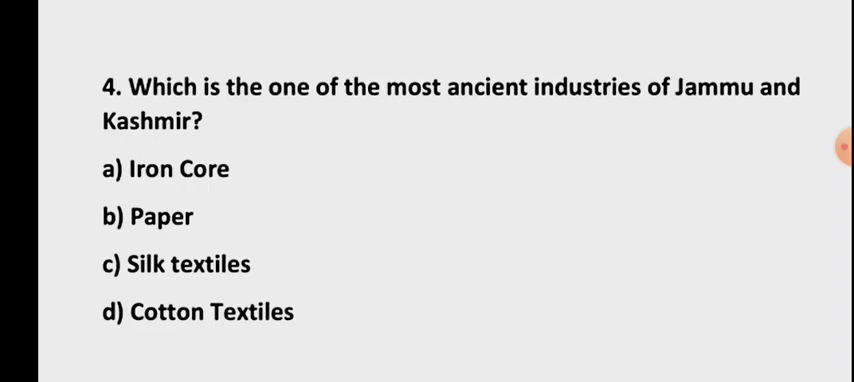 4. Which is the one of the most ancient industries of Jammu and
Kashmir?
a) Iron Core
b) Paper
c) Silk textiles
d) Cotton Textiles